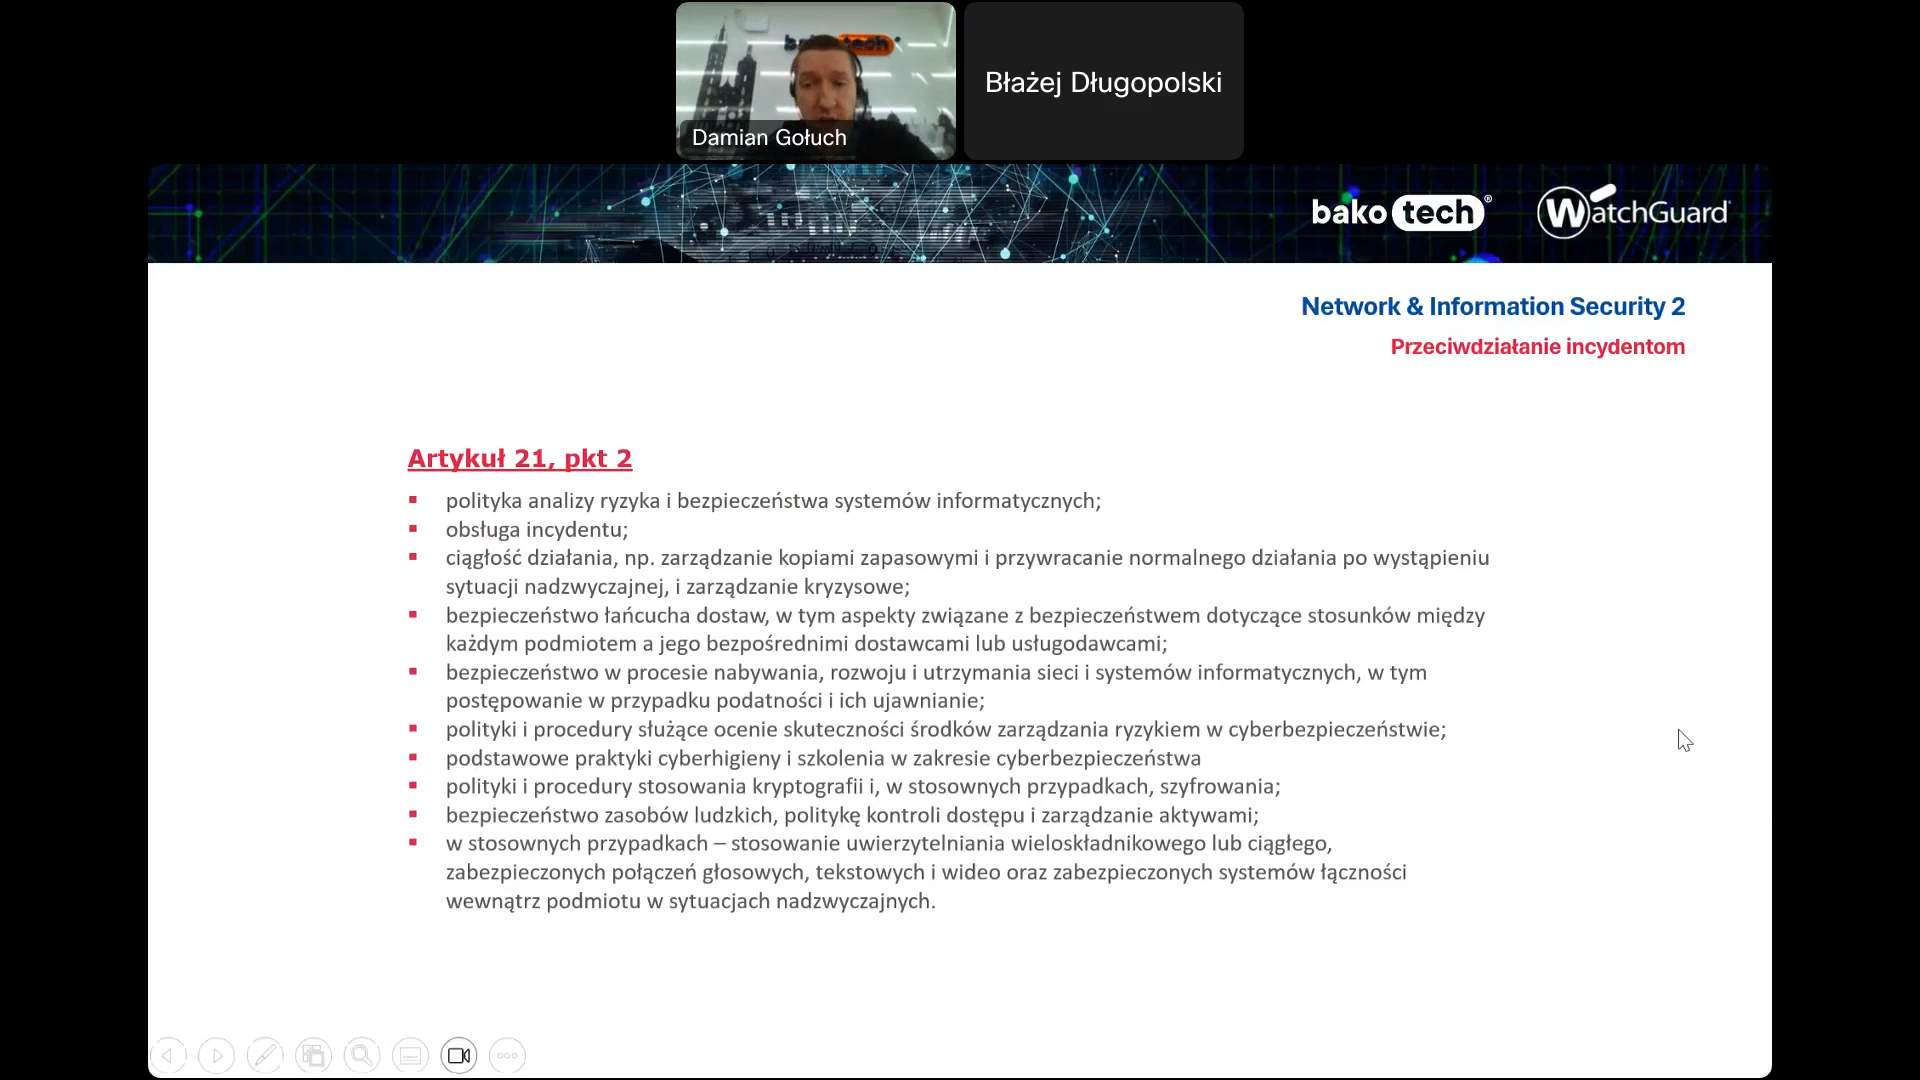 bakotech
Damian Gołuch
Błażej Długopolski
bako tech®
WatchGuard
Network & Information Security 2
Przeciwdziałanie incydentom
Artykuł 21, pkt 2
▪ polityka analizy ryzyka i bezpieczeństwa systemów informatycznych;
▪ obsługa incydentu;
▪ ciągłość działania, np. zarządzanie kopiami zapasowymi i przywracanie normalnego działania po wystąpieniu
sytuacji nadzwyczajnej, i zarządzanie kryzysowe;
▪ bezpieczeństwo łańcucha dostaw, w tym aspekty związane z bezpieczeństwem dotyczące stosunków między
każdym podmiotem a jego bezpośrednimi dostawcami lub usługodawcami;
▪ bezpieczeństwo w procesie nabywania, rozwoju i utrzymania sieci i systemów informatycznych, w tym
postępowanie w przypadku podatności i ich ujawnianie;
▪ polityki i procedury służące ocenie skuteczności środków zarządzania ryzykiem w cyberbezpieczeństwie;
▪ podstawowe praktyki cyberhigieny i szkolenia w zakresie cyberbezpieczeństwa
▪ polityki i procedury stosowania kryptografii i, w stosownych przypadkach, szyfrowania;
▪ bezpieczeństwo zasobów ludzkich, politykę kontroli dostępu i zarządzanie aktywami;
▪ w stosownych przypadkach – stosowanie uwierzytelniania wieloskładnikowego lub ciągłego,
zabezpieczonych połączeń głosowych, tekstowych i wideo oraz zabezpieczonych systemów łączności
wewnątrz podmiotu w sytuacjach nadzwyczajnych.